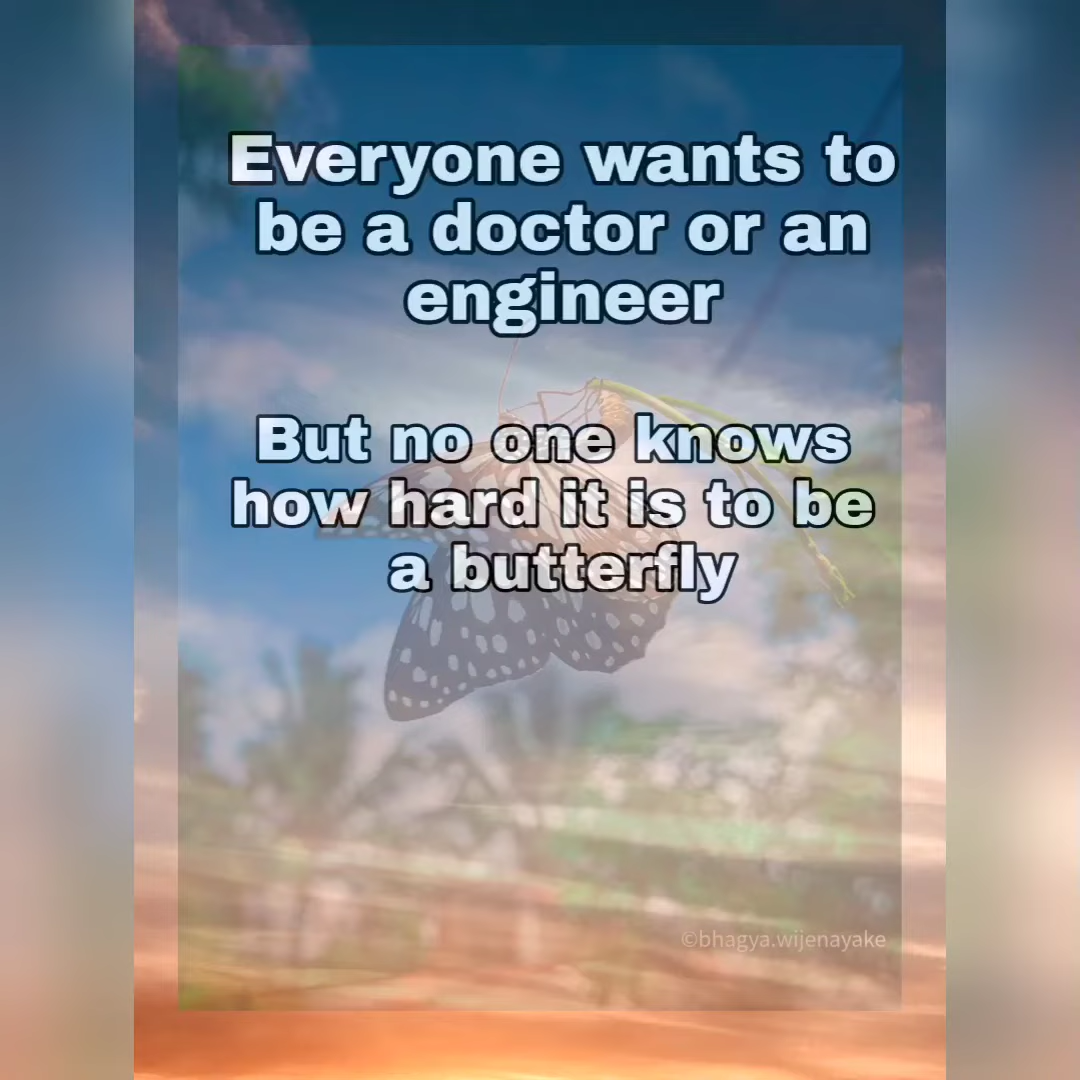 Everyone wants to
be a doctor or an
engineer
But no one knows
how hard it is to be
a butterfly
©bhagya.wijenayake